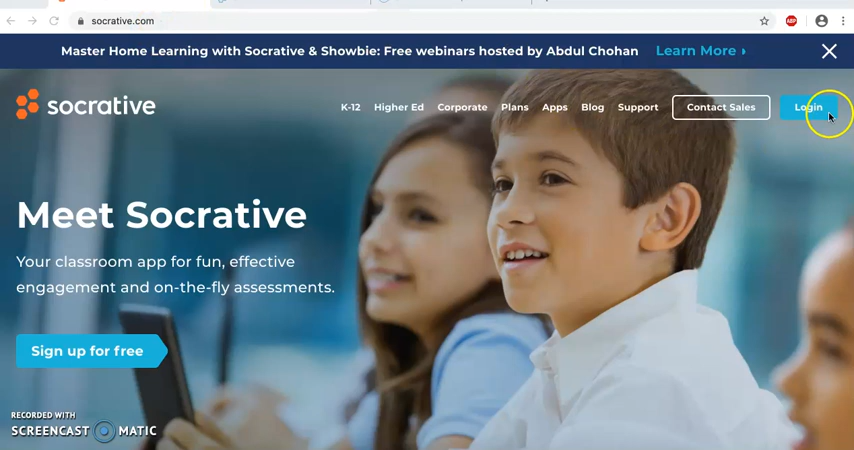 socrative.com
ABP
Master Home Learning with Socrative & Showbie: Free webinars hosted by Abdul Chohan Learn More
socrative
K-12 Higher Ed Corporate Plans Apps Blog Support Contact Sales Login
Meet Socrative
Your classroom app for fun, effective
engagement and on-the-fly assessments.
Sign up for free
RECORDED WITH
SCREENCAST MATIC